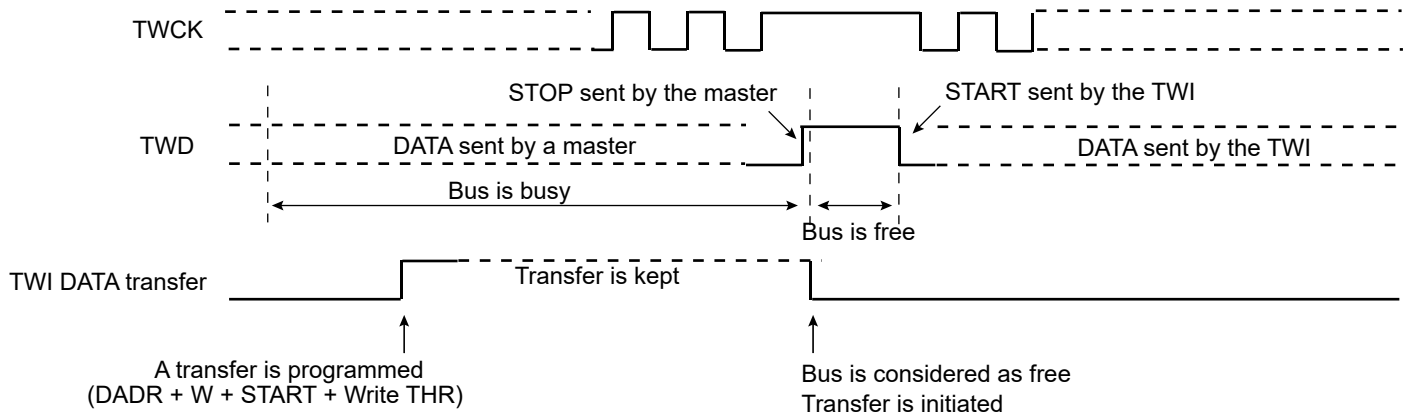 TWCK
STOP sent by the master
START sent by the TWI
TWD
DATA sent by a master
DATA sent by the TWI
Bus is busy
Bus is free
TWI DATA transfer
Transfer is kept
A transfer is programmed
(DADR + W + START + Write THR)
Bus is considered as free
Transfer is initiated